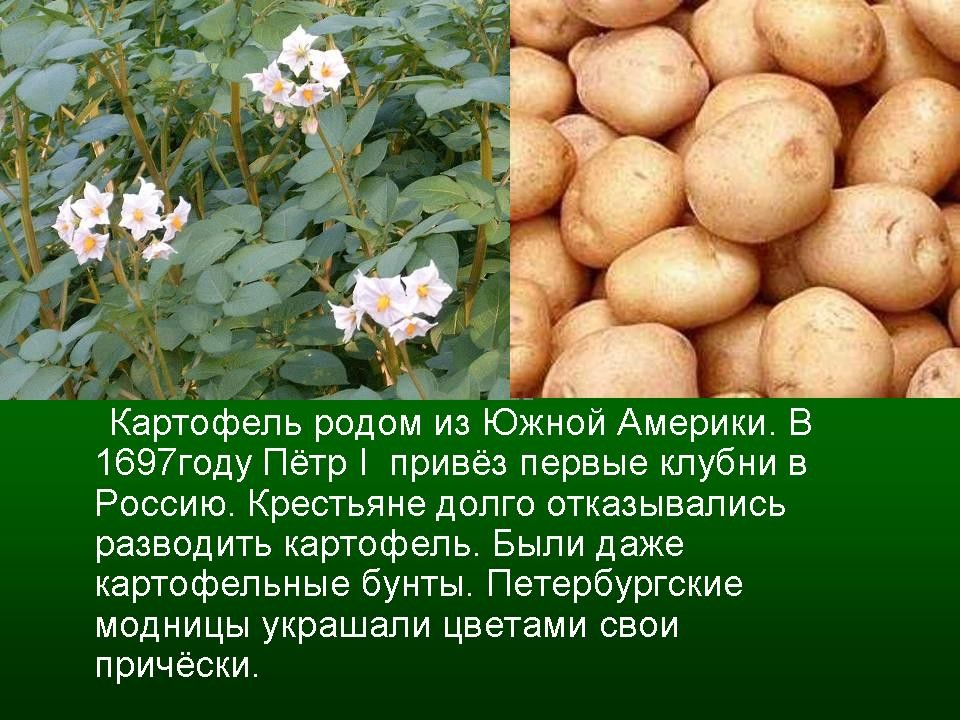 Картофель родом из Южной Америки. В
1697году Пётр I привёз первые клубни в
Россию. Крестьяне долго отказывались
разводить картофель. Были даже
картофельные бунты. Петербургские
модницы украшали цветами свои
причёски.